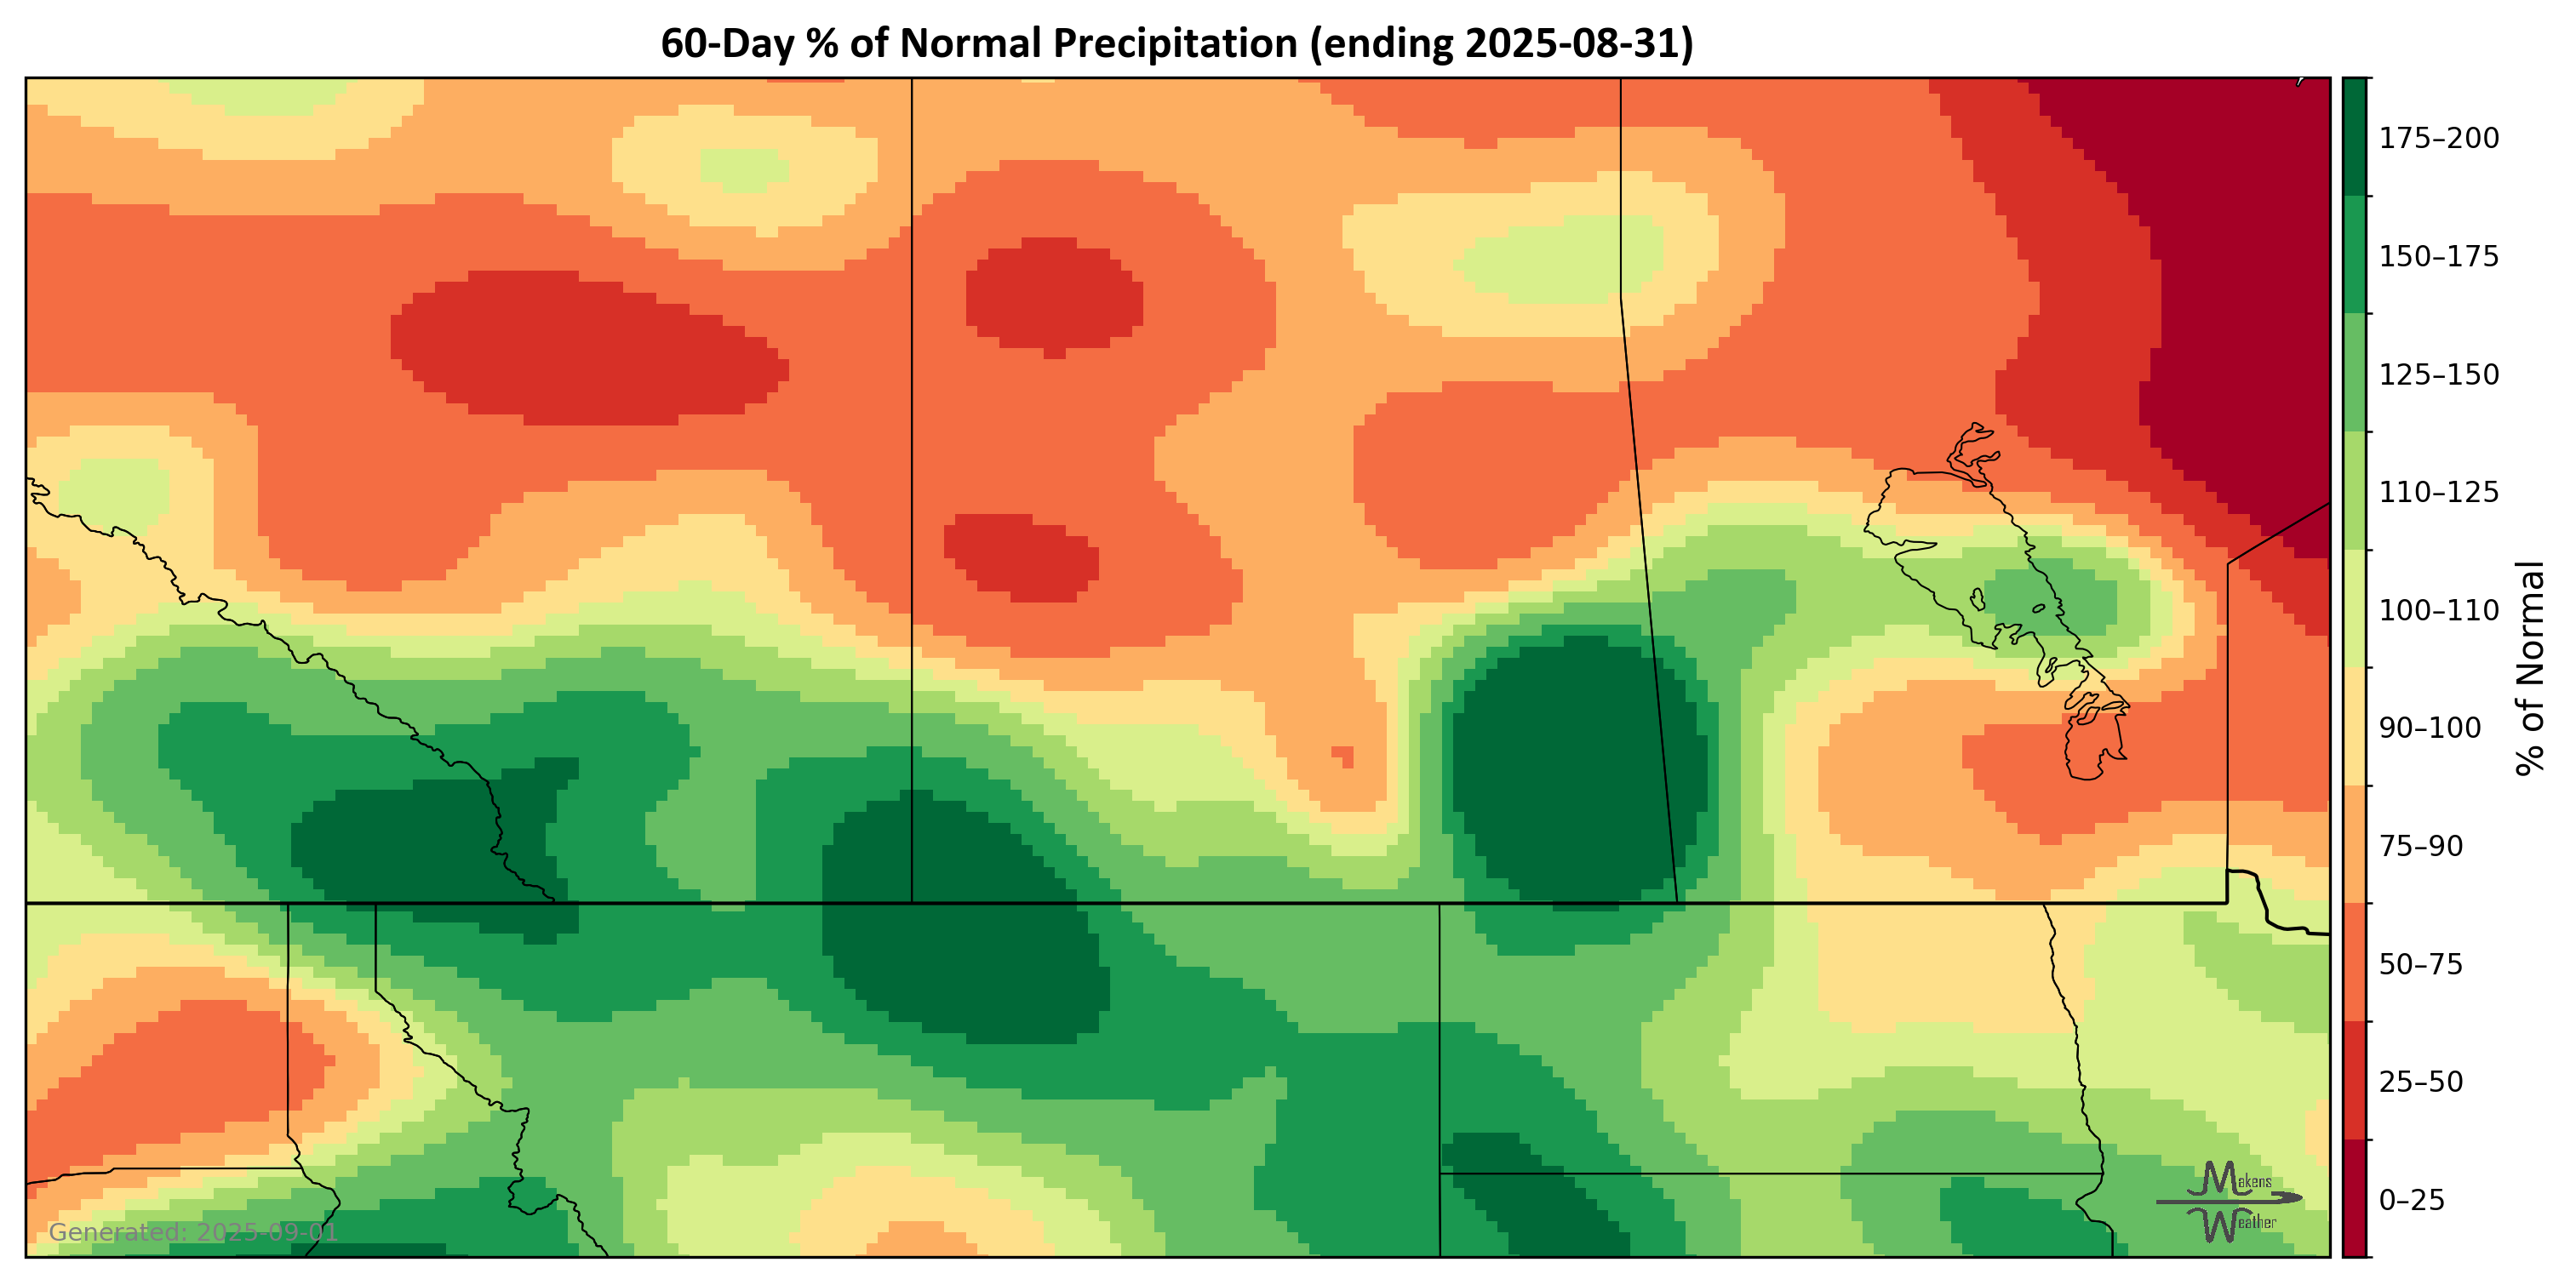 60-Day % of Normal Precipitation (ending 2025-08-31)
175–200
150–175
125–150
110–125
100–110
90–100
75–90
50–75
25–50
0–25
% of Normal
Generated: 2025-09-01
Makens
Weather